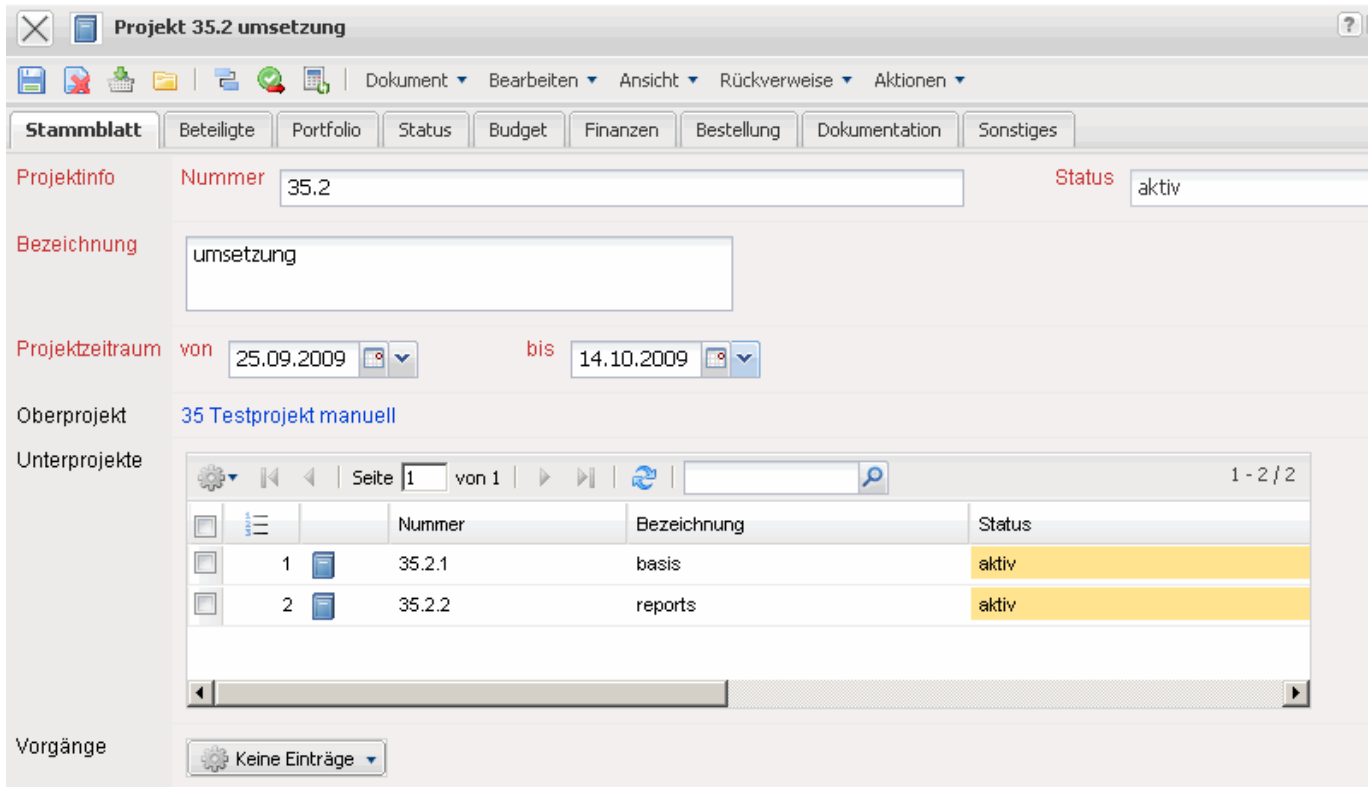 Projekt 35.2 umsetzung
?
Dokument Bearbeiten Ansicht Rückverweise Aktionen
Stammblatt Beteiligte Portfolio Status Budget Finanzen Bestellung Dokumentation Sonstiges
Projektinfo Nummer 35.2 Status aktiv
Bezeichnung umsetzung
Projektzeitraum von 25.09.2009 bis 14.10.2009
Oberprojekt 35 Testprojekt manuell
Unterprojekte
Seite 1 von 1 1 - 2 / 2
Nummer Bezeichnung Status
1 35.2.1 basis aktiv
2 35.2.2 reports aktiv
Vorgänge Keine Einträge